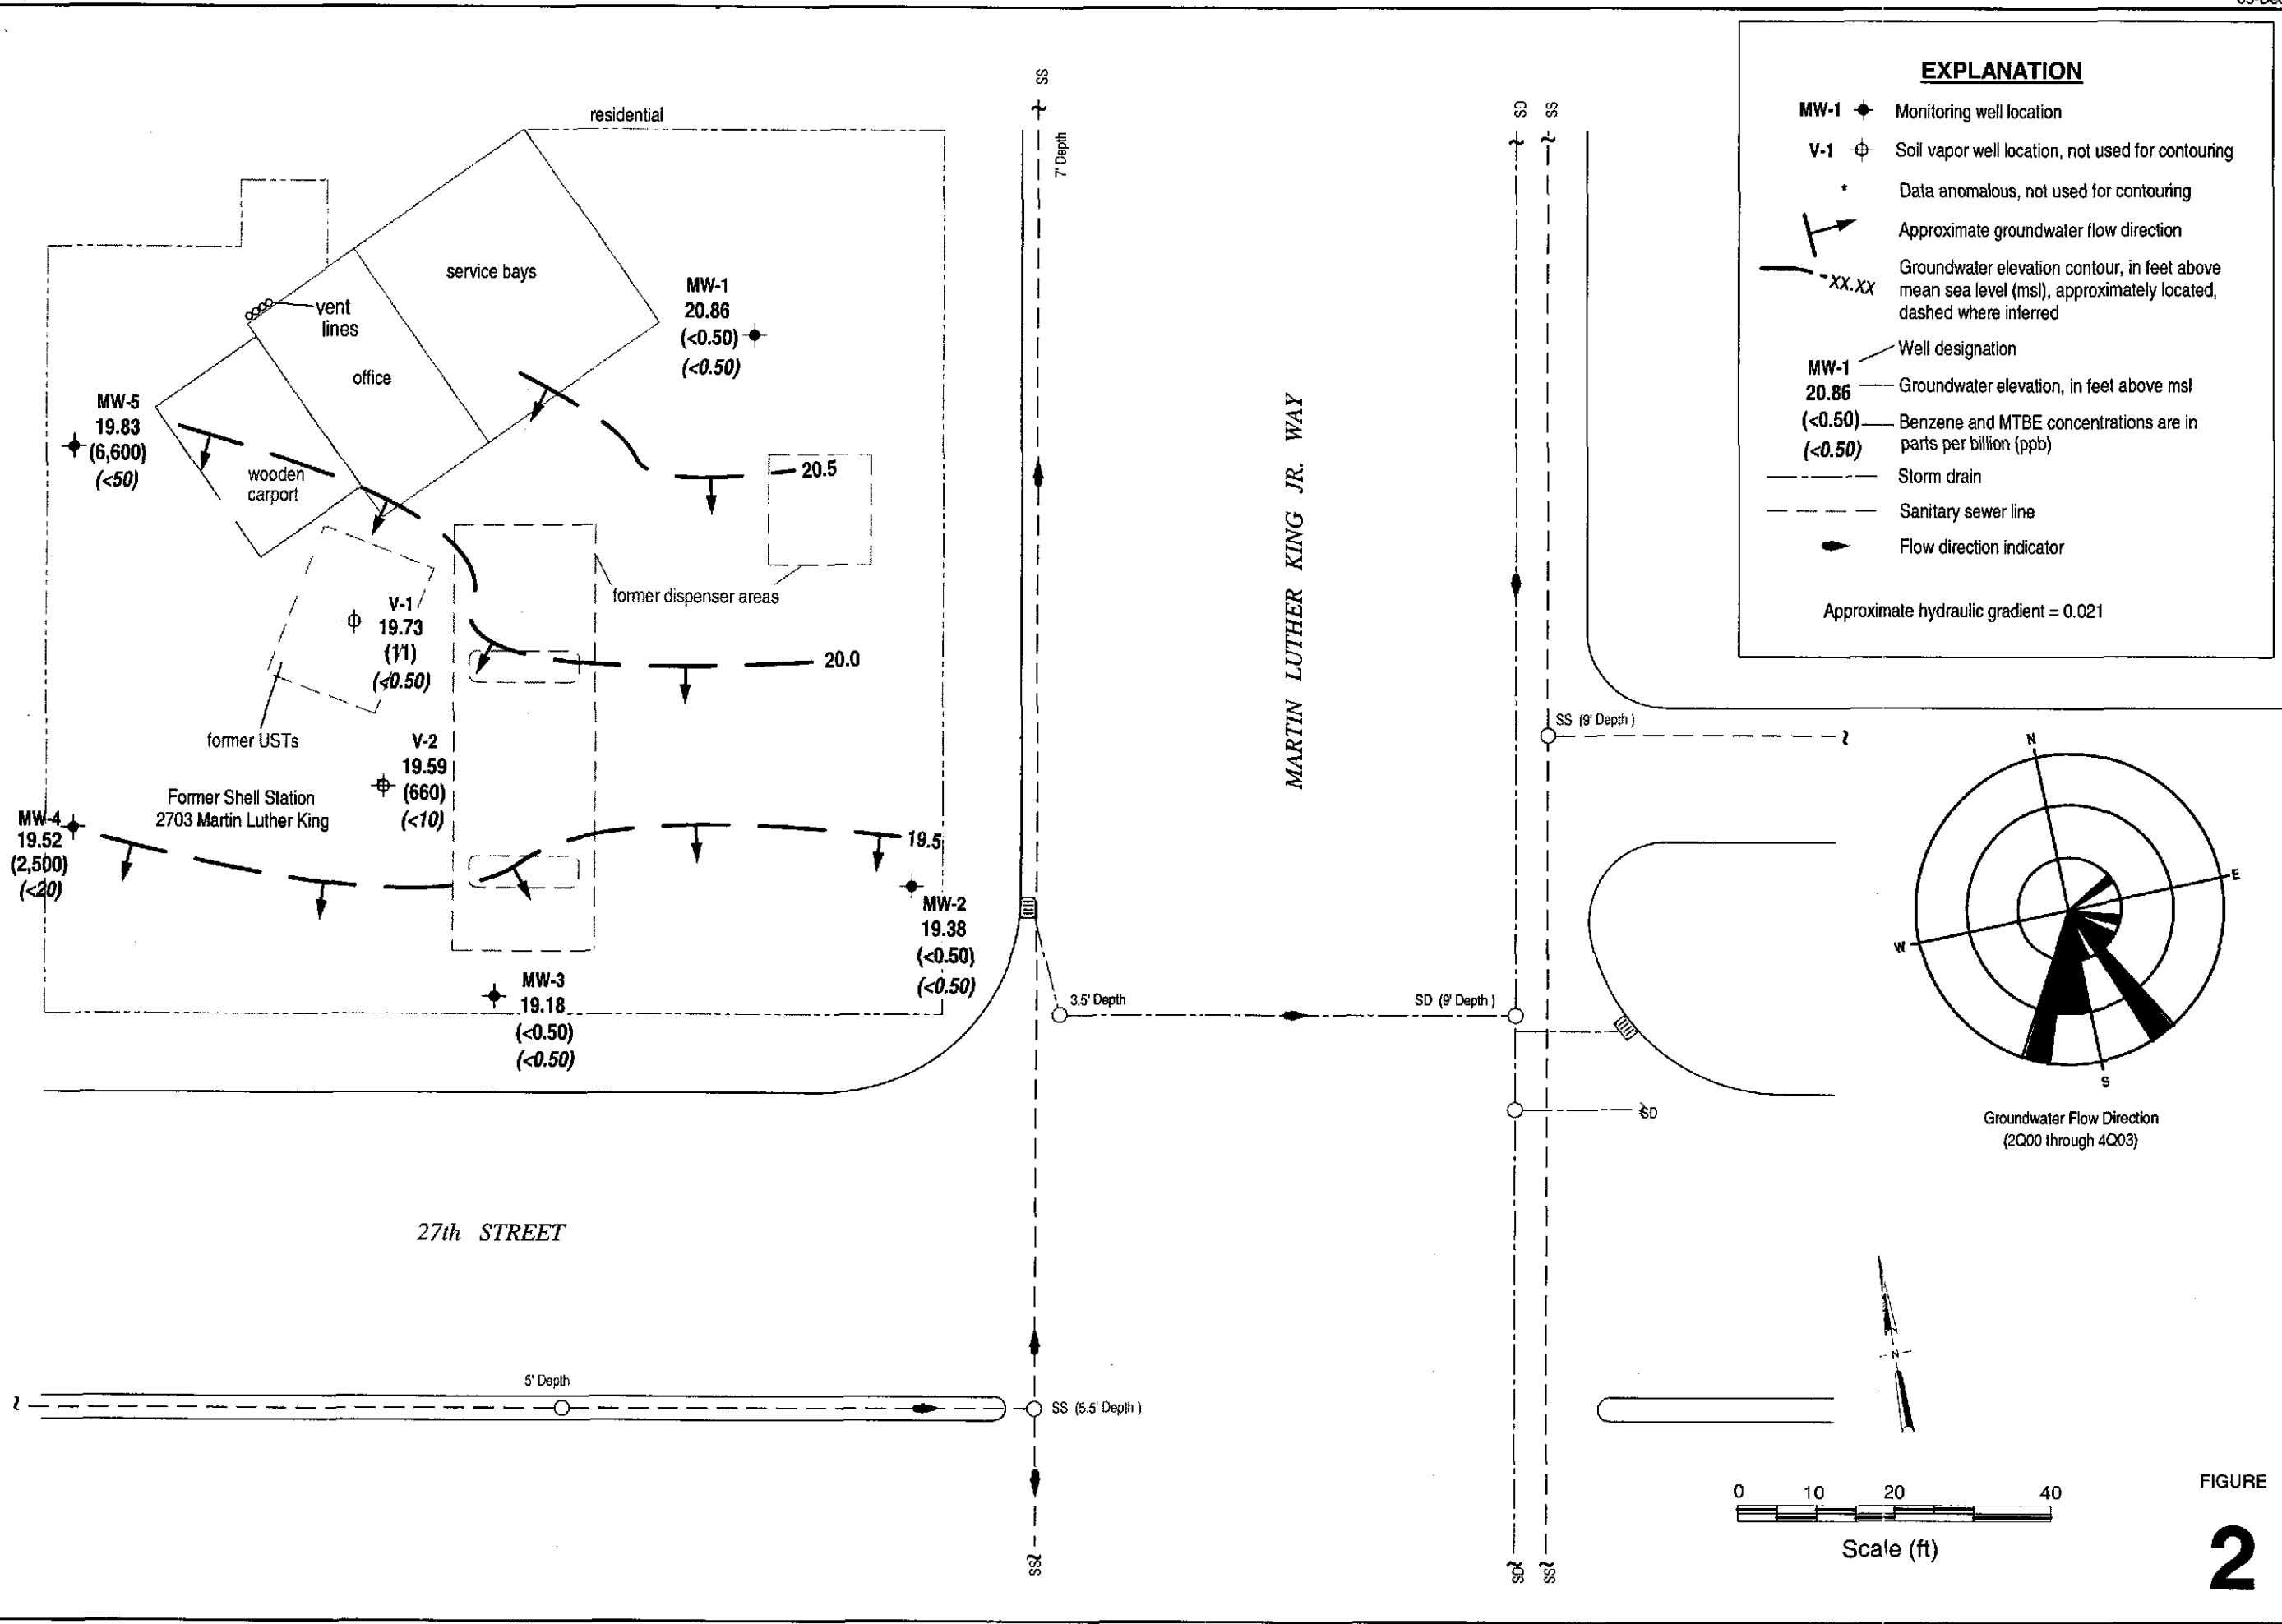 residential
SS
7' Depth
SD
SS
service bays
vent
lines
office
MW-1
20.86
(<0.50)
(<0.50)
MW-5
19.83
(6,600)
(<50)
wooden
carport
20.5
former dispenser areas
V-1
19.73
(11)
(<0.50)
20.0
former USTs
V-2
19.59
(660)
(<10)
Former Shell Station
2703 Martin Luther King
MW-4
19.52
(2,500)
(<20)
19.5
MW-2
19.38
(<0.50)
(<0.50)
MW-3
19.18
(<0.50)
(<0.50)
MARTIN LUTHER KING JR. WAY
3.5' Depth
SD (9' Depth )
SS (9' Depth )
SD
27th STREET
5' Depth
SS (5.5' Depth )
SS
SD
SS
EXPLANATION
MW-1 Monitoring well location
V-1 Soil vapor well location, not used for contouring
* Data anomalous, not used for contouring
Approximate groundwater flow direction
Groundwater elevation contour, in feet above
XX.XX mean sea level (msl), approximately located,
dashed where inferred
Well designation
MW-1
20.86 Groundwater elevation, in feet above msl
(<0.50) Benzene and MTBE concentrations are in
(<0.50) parts per billion (ppb)
Storm drain
Sanitary sewer line
Flow direction indicator
Approximate hydraulic gradient = 0.021
N
E
W
S
Groundwater Flow Direction
(2Q00 through 4Q03)
N
0 10 20 40
Scale (ft)
FIGURE
2